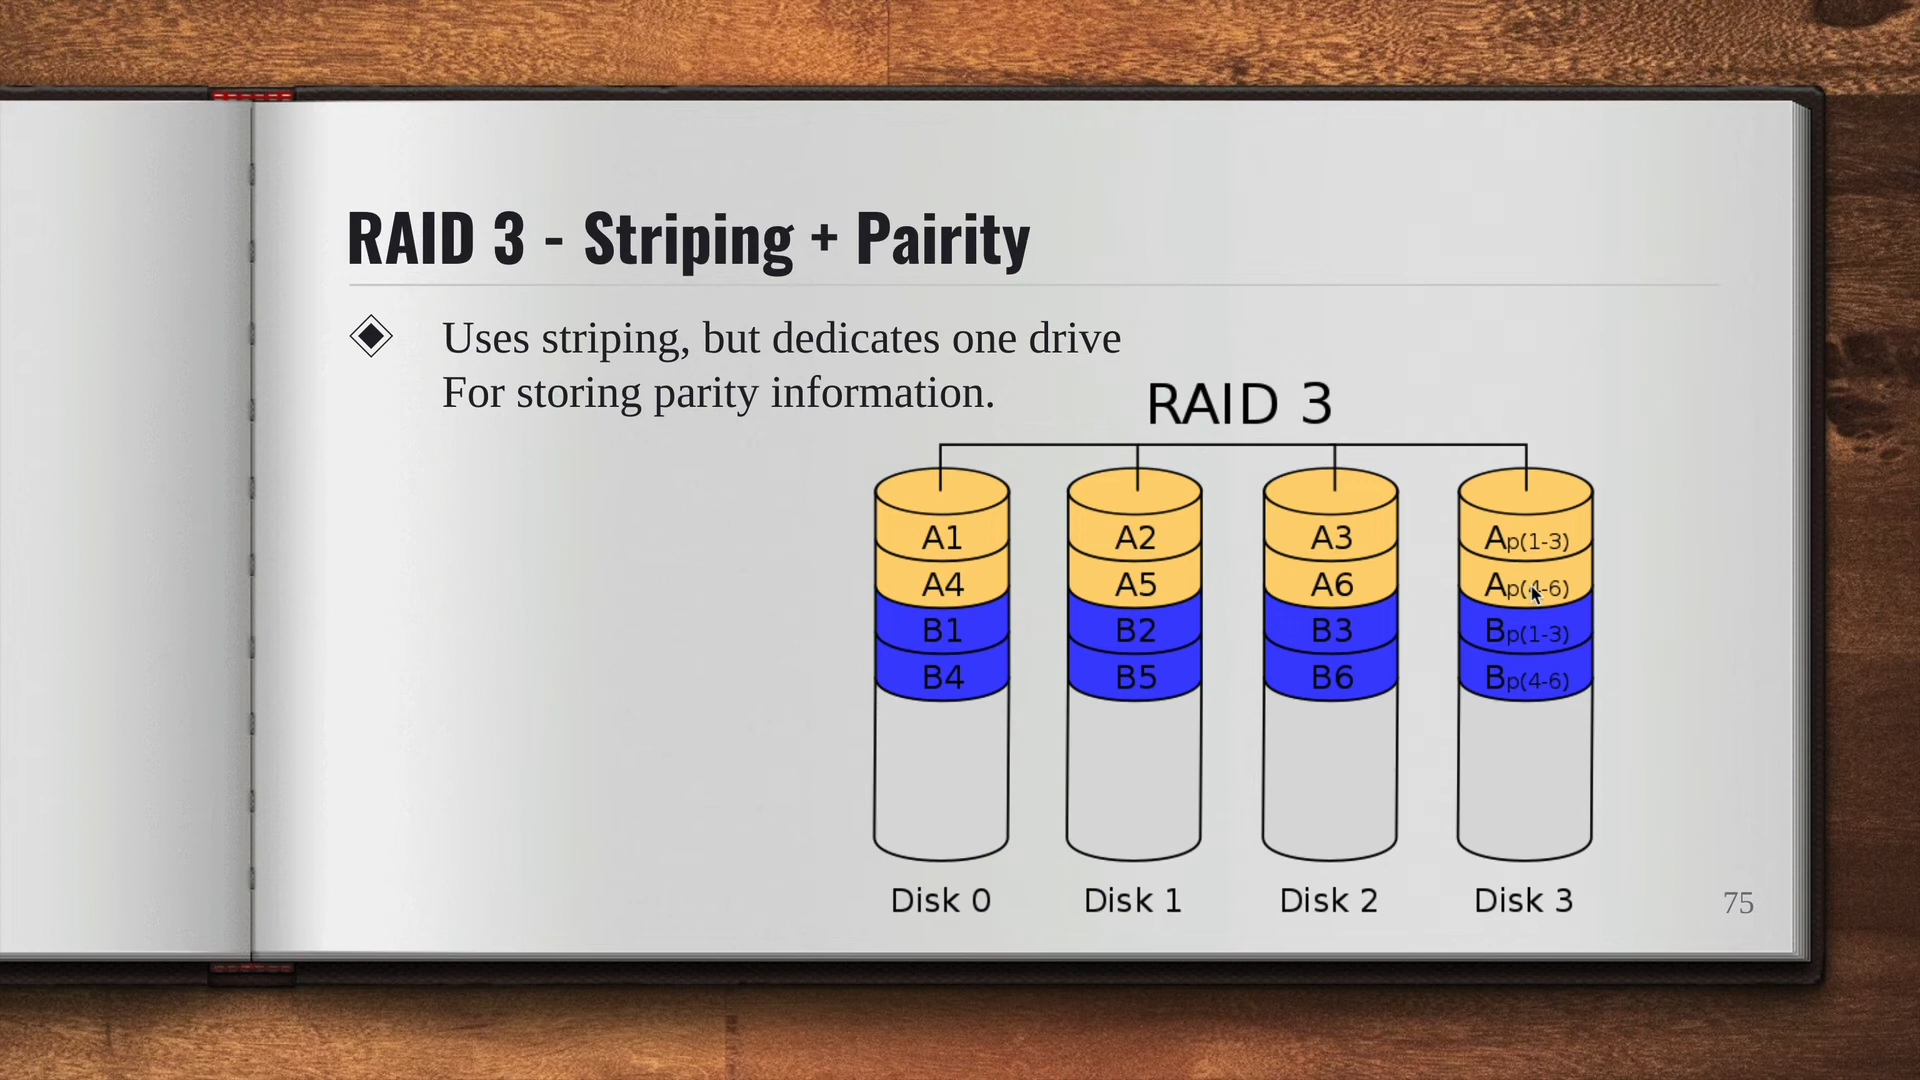 RAID 3 - Striping + Pairity
Uses striping, but dedicates one drive
For storing parity information.
RAID 3
A1 A2 A3 Ap(1-3)
A4 A5 A6 Ap(4-6)
B1 B2 B3 Bp(1-3)
B4 B5 B6 Bp(4-6)
Disk 0 Disk 1 Disk 2 Disk 3
75